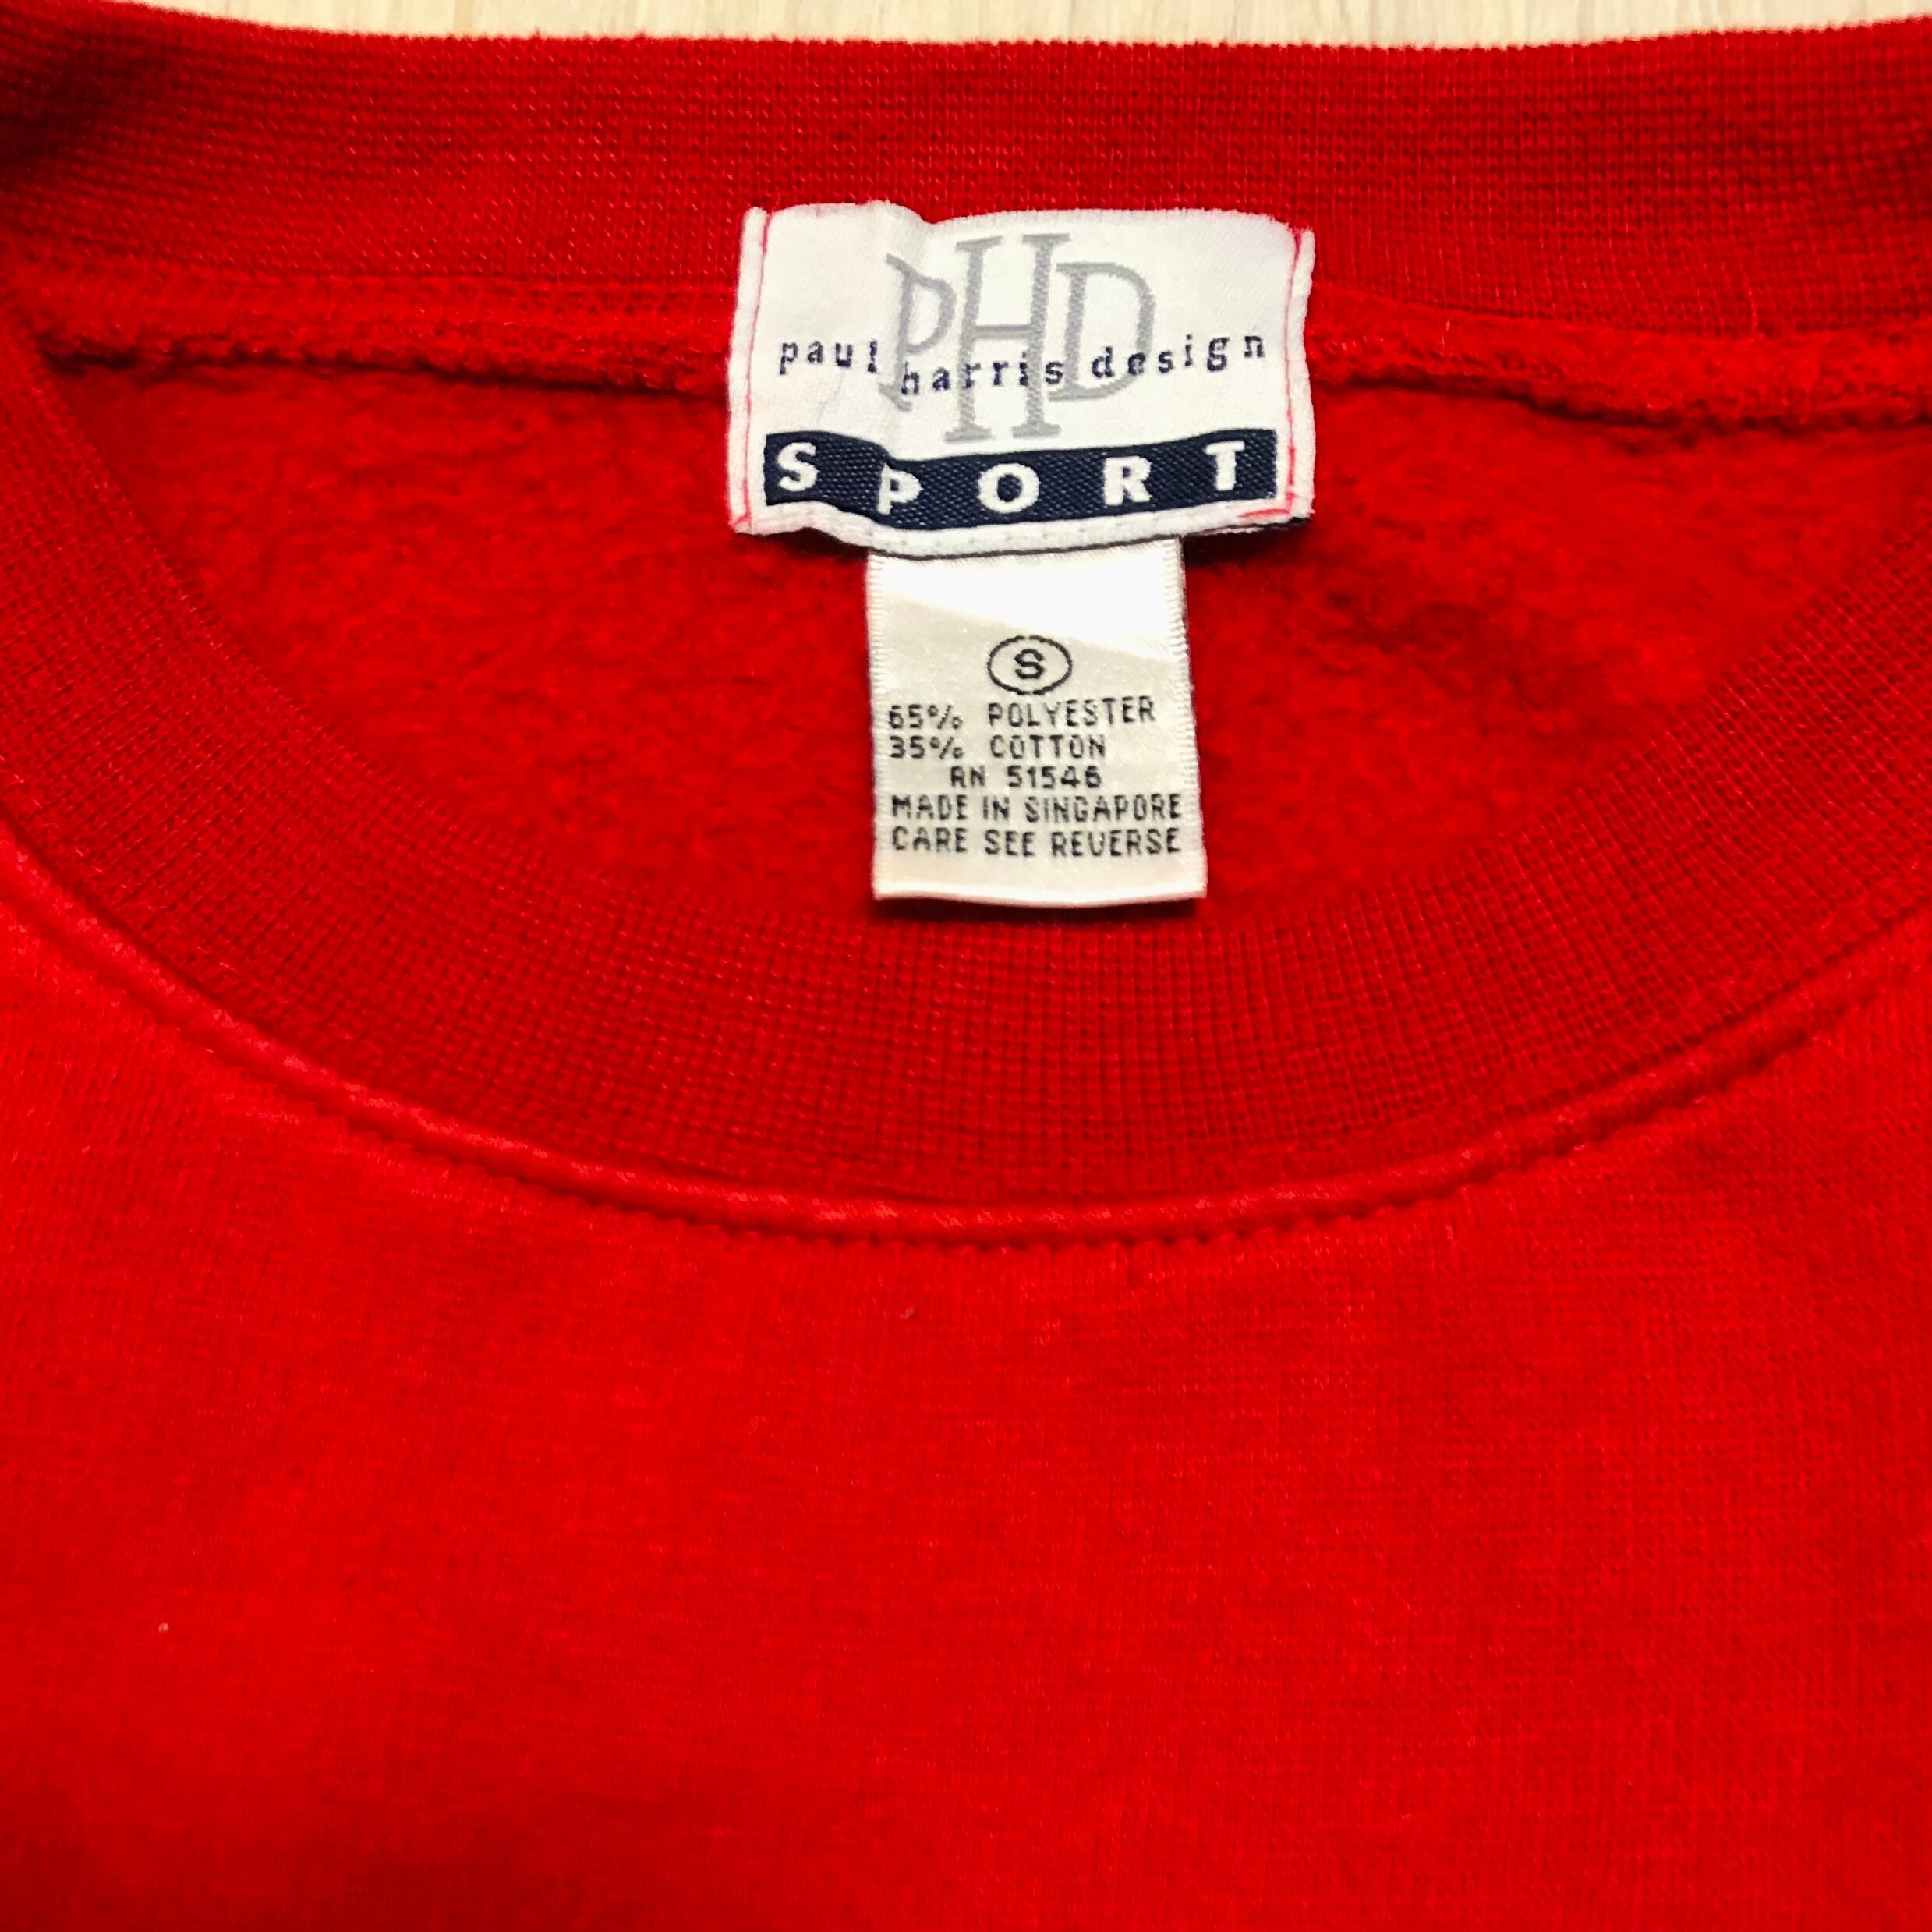 PHD
paul harris design
SPORT
S
65% POLYESTER
35% COTTON
RN 51546
MADE IN SINGAPORE
CARE SEE REVERSE